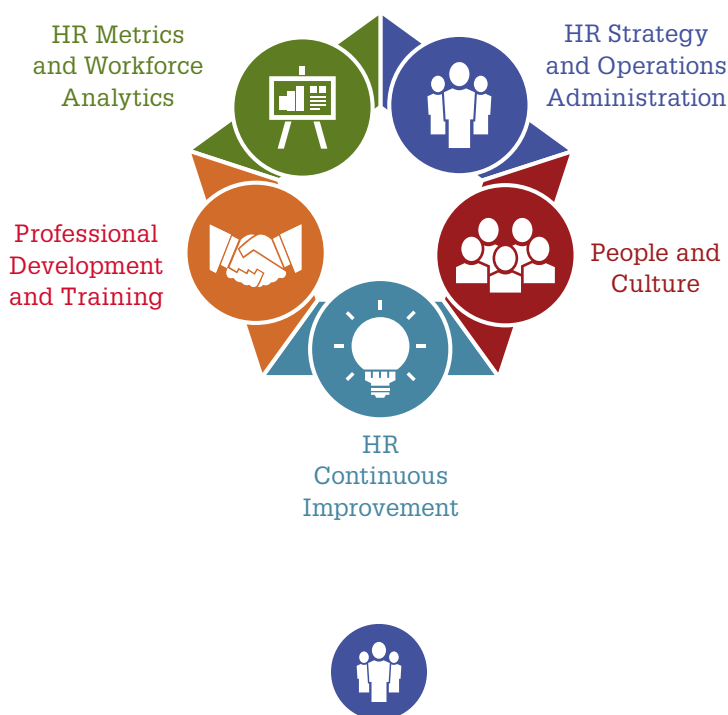 HR Metrics
and Workforce
Analytics
HR Strategy
and Operations
Administration
Professional
Development
and Training
People and
Culture
HR
Continuous
Improvement